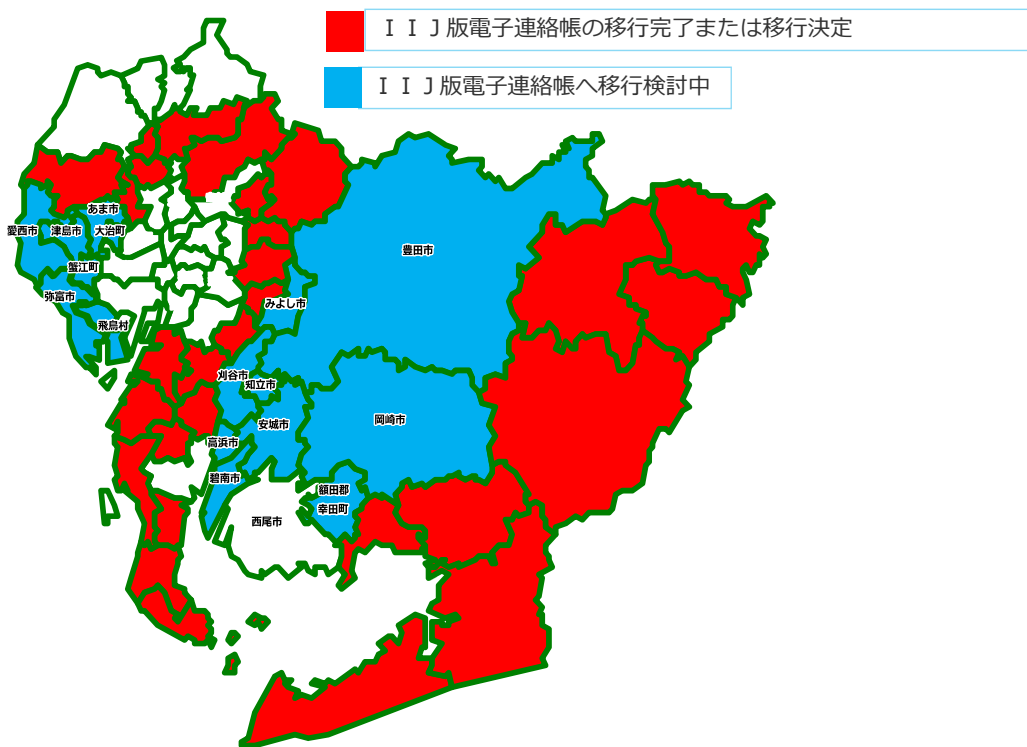 ＩＩＪ版電子連絡帳の移行完了または移行決定
ＩＩＪ版電子連絡帳へ移行検討中
あま市
愛西市
津島市
大治町
豊田市
蟹江町
弥富市
みよし市
飛島村
刈谷市
知立市
岡崎市
安城市
高浜市
碧南市
額田郡
幸田町
西尾市